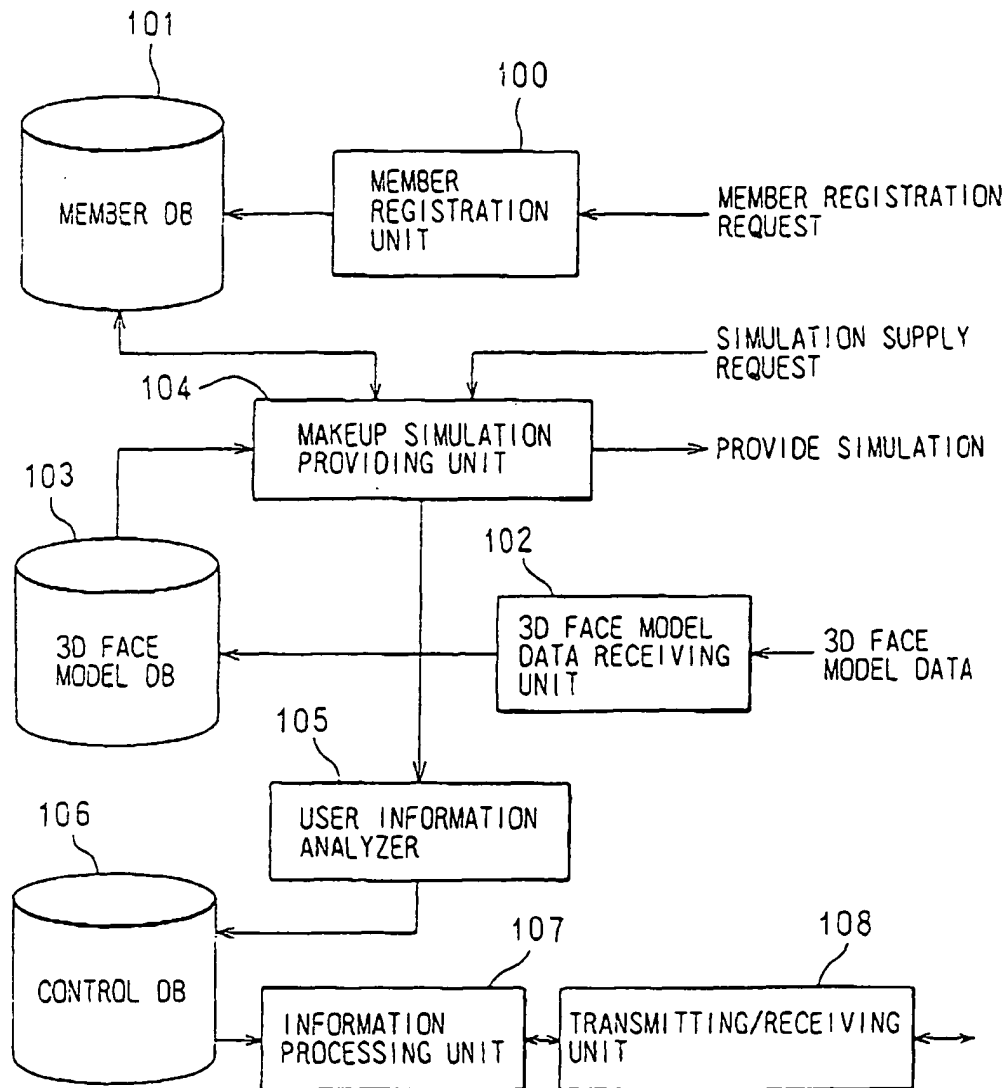 101
100
MEMBER DB
MEMBER
REGISTRATION
UNIT
MEMBER REGISTRATION
REQUEST
SIMULATION SUPPLY
REQUEST
104
MAKEUP SIMULATION
PROVIDING UNIT
PROVIDE SIMULATION
103
102
3D FACE
MODEL DB
3D FACE MODEL
DATA RECEIVING
UNIT
3D FACE
MODEL DATA
105
USER INFORMATION
ANALYZER
106
107
108
CONTROL DB
INFORMATION
PROCESSING UNIT
TRANSMITTING/RECEIVING
UNIT